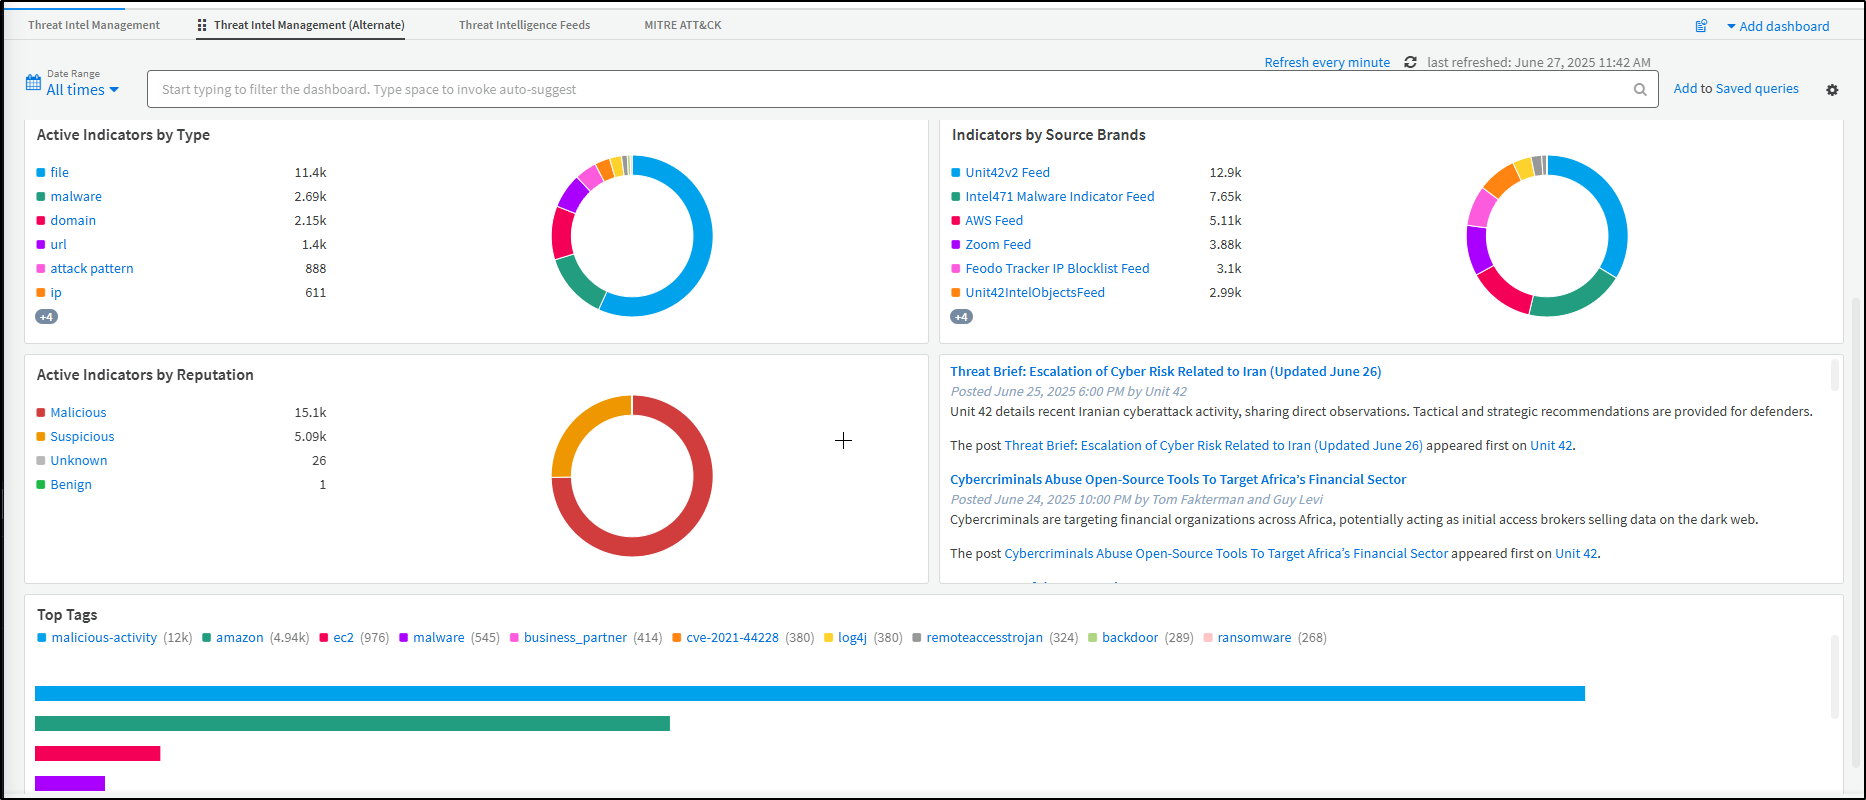 Threat Intel Management
Threat Intel Management (Alternate)
Threat Intelligence Feeds
MITRE ATT&CK
Add dashboard
Refresh every minute
last refreshed: June 27, 2025 11:42 AM
Date Range
All times
Start typing to filter the dashboard. Type space to invoke auto-suggest
Add to Saved queries
Active Indicators by Type
file 11.4k
malware 2.69k
domain 2.15k
url 1.4k
attack pattern 888
ip 611
+4
Indicators by Source Brands
Unit42v2 Feed 12.9k
Intel471 Malware Indicator Feed 7.65k
AWS Feed 5.11k
Zoom Feed 3.88k
Feodo Tracker IP Blocklist Feed 3.1k
Unit42IntelObjectsFeed 2.99k
+4
Active Indicators by Reputation
Malicious 15.1k
Suspicious 5.09k
Unknown 26
Benign 1
Threat Brief: Escalation of Cyber Risk Related to Iran (Updated June 26)
Posted June 25, 2025 6:00 PM by Unit 42
Unit 42 details recent Iranian cyberattack activity, sharing direct observations. Tactical and strategic recommendations are provided for defenders.
The post Threat Brief: Escalation of Cyber Risk Related to Iran (Updated June 26) appeared first on Unit 42.
Cybercriminals Abuse Open-Source Tools To Target Africa’s Financial Sector
Posted June 24, 2025 10:00 PM by Tom Fakterman and Guy Levi
Cybercriminals are targeting financial organizations across Africa, potentially acting as initial access brokers selling data on the dark web.
The post Cybercriminals Abuse Open-Source Tools To Target Africa’s Financial Sector appeared first on Unit 42.
Top Tags
malicious-activity (12k) amazon (4.94k) ec2 (976) malware (545) business_partner (414) cve-2021-44228 (380) log4j (380) remoteaccesstrojan (324) backdoor (289) ransomware (268)